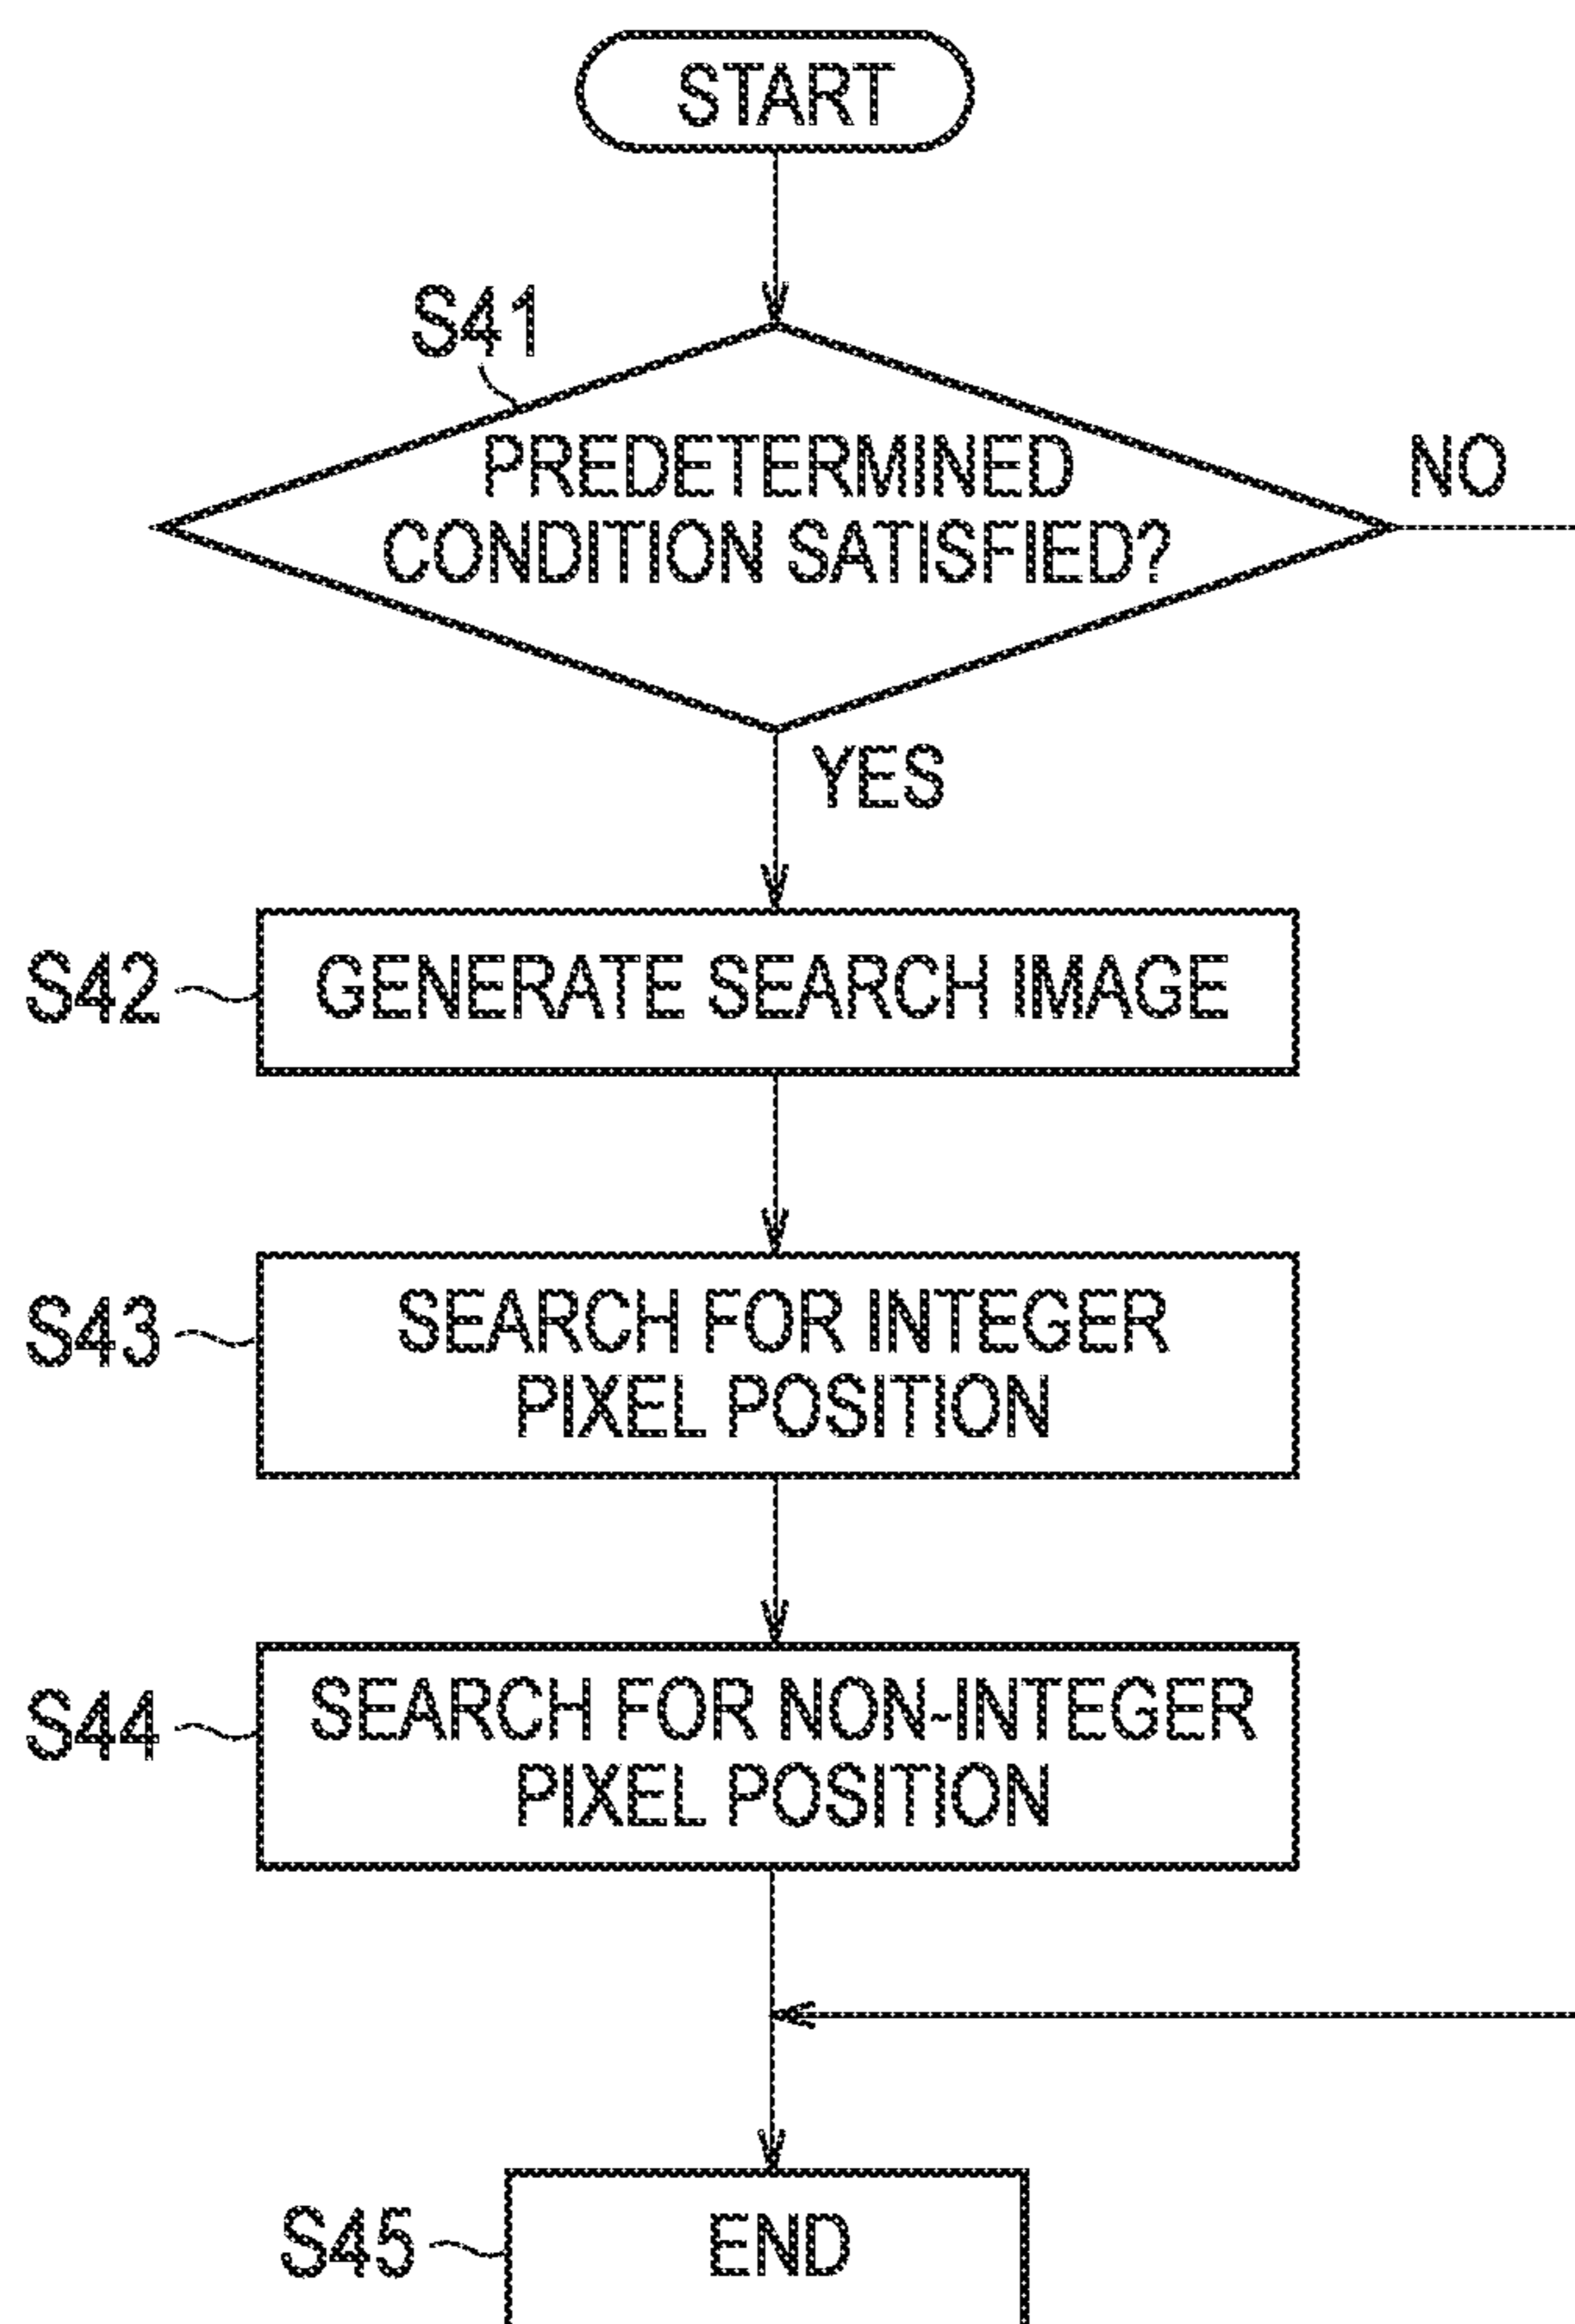 START
S41
PREDETERMINED
CONDITION SATISFIED?
NO
YES
S42
GENERATE SEARCH IMAGE
S43
SEARCH FOR INTEGER
PIXEL POSITION
S44
SEARCH FOR NON-INTEGER
PIXEL POSITION
S45
END